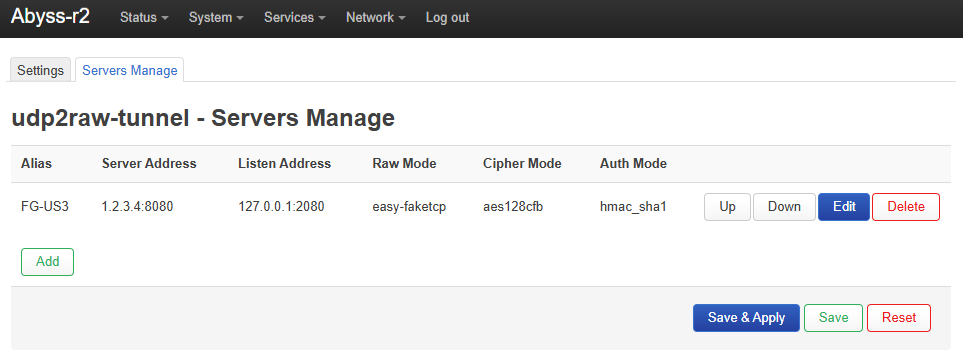 Abyss-r2 Status System Services Network Log out
Settings Servers Manage
udp2raw-tunnel - Servers Manage
Alias Server Address Listen Address Raw Mode Cipher Mode Auth Mode
FG-US3 1.2.3.4:8080 127.0.0.1:2080 easy-faketcp aes128cfb hmac_sha1 Up Down Edit Delete
Add
Save & Apply Save Reset